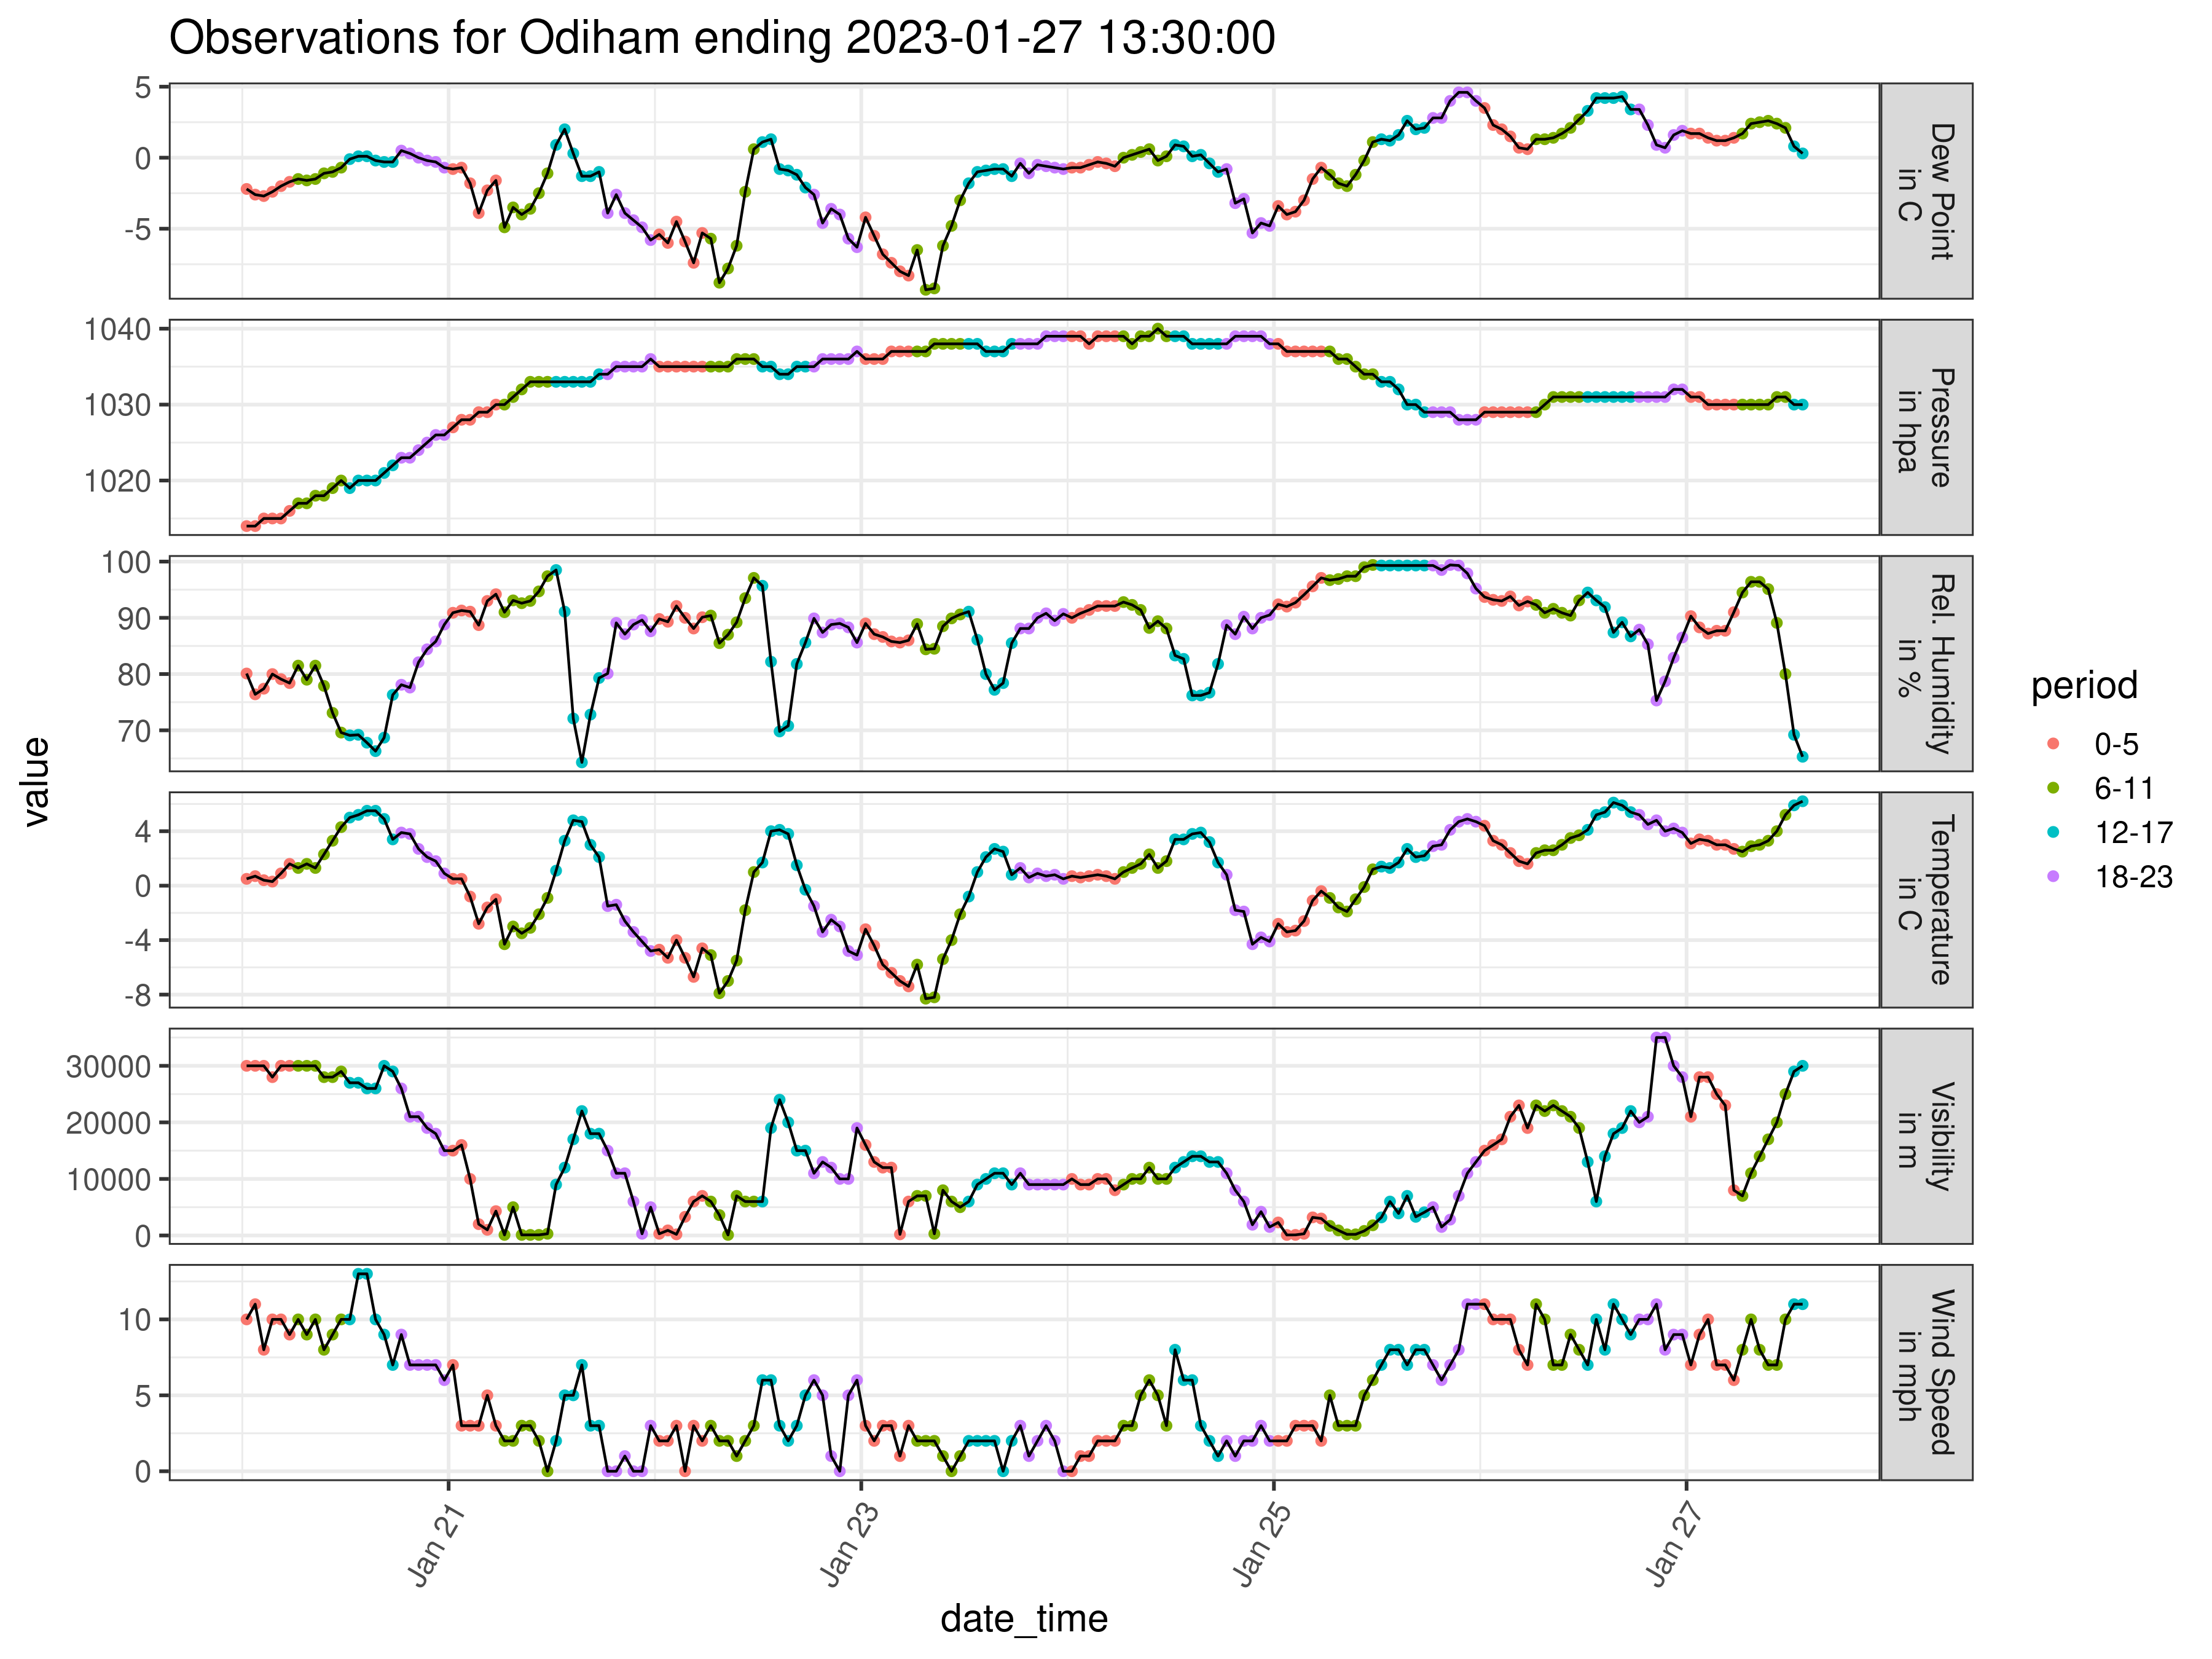 Observations for Odiham ending 2023-01-27 13:30:00
value
5
0
-5
Dew Point
in C
1040
1030
1020
Pressure
in hpa
100
90
80
70
Rel. Humidity
in %
4
0
-4
-8
Temperature
in C
30000
20000
10000
0
Visibility
in m
10
5
0
Wind Speed
in mph
Jan 21
Jan 23
Jan 25
Jan 27
date_time
period
0-5
6-11
12-17
18-23